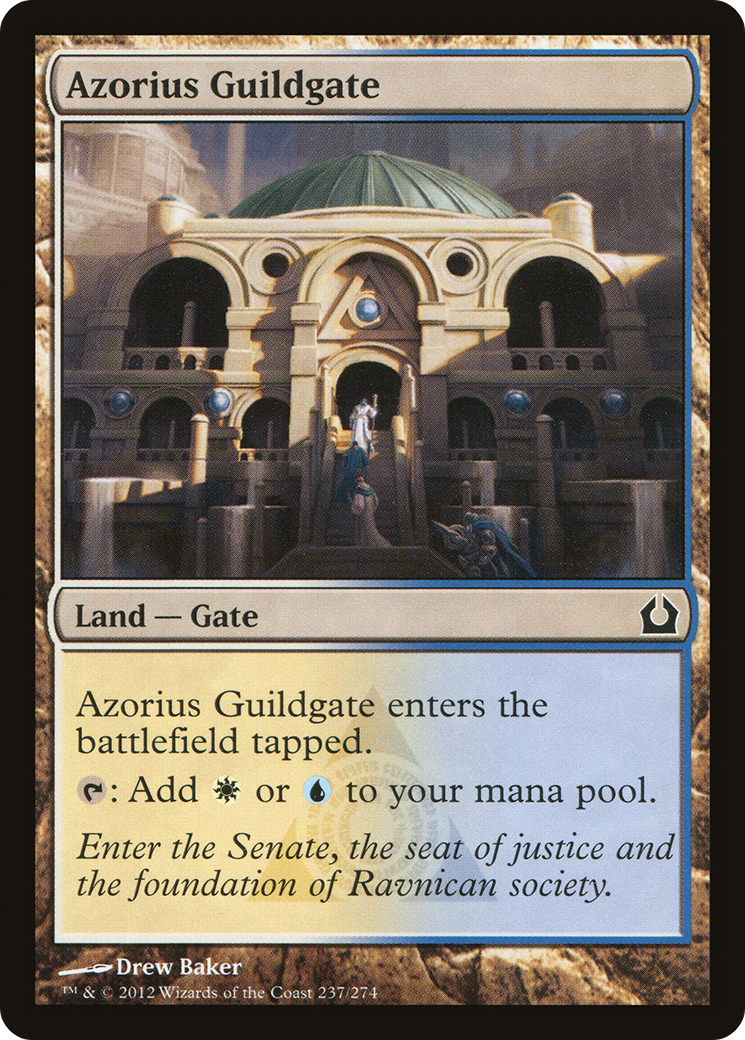 Azorius Guildgate
Land — Gate
Azorius Guildgate enters the
battlefield tapped.
: Add or to your mana pool.
Enter the Senate, the seat of justice and
the foundation of Ravnican society.
Drew Baker
™ & © 2012 Wizards of the Coast 237/274